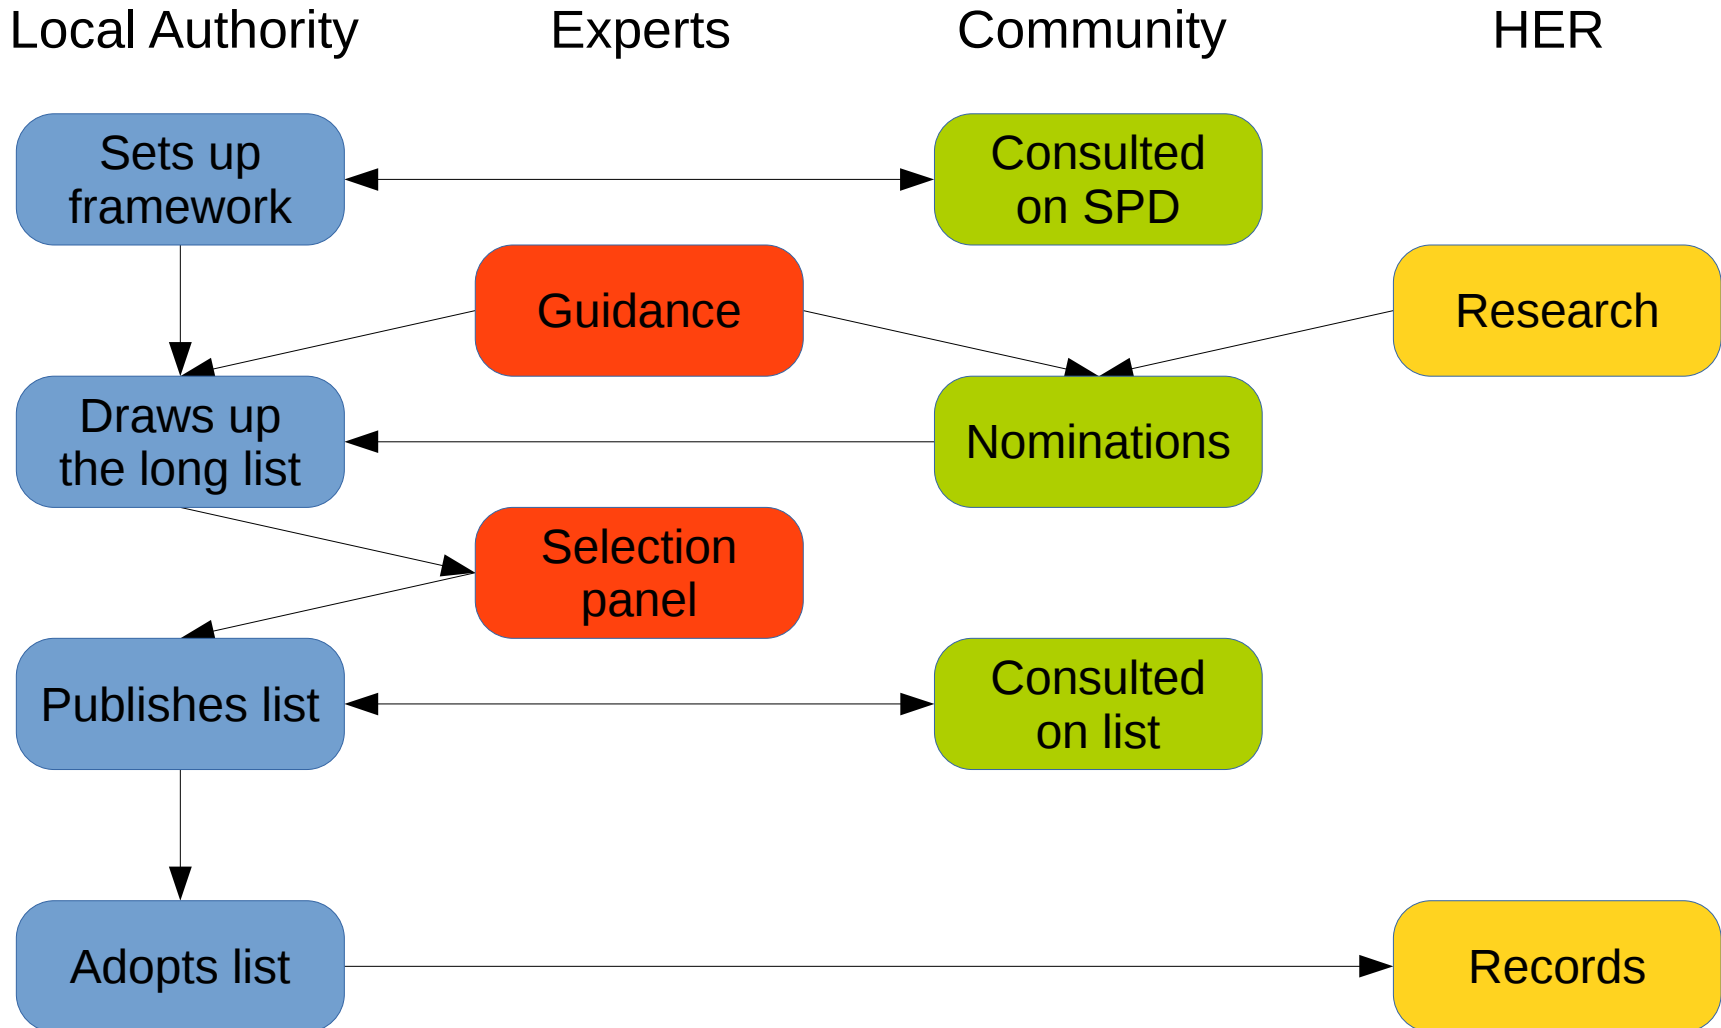 Local Authority
Experts
Community
HER
Sets up
framework
Consulted
on SPD
Guidance
Research
Draws up
the long list
Nominations
Selection
panel
Publishes list
Consulted
on list
Adopts list
Records